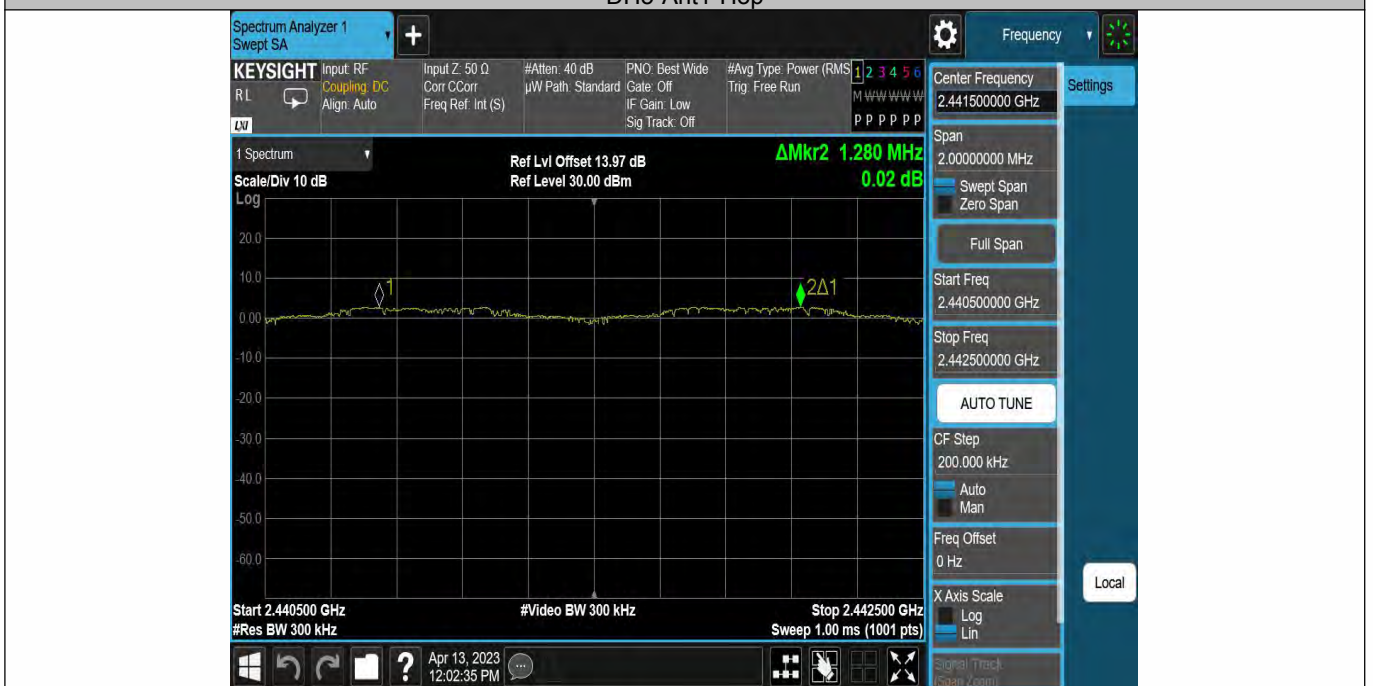 Spectrum Analyzer 1
Swept SA
+
Frequency
KEYSIGHT
RL
LXI
Input: RF
Coupling: DC
Align: Auto
Input Z: 50 Ω
Corr CCorr
Freq Ref: Int (S)
#Atten: 40 dB
µW Path: Standard
PNO: Best Wide
Gate: Off
IF Gain: Low
Sig Track: Off
#Avg Type: Power (RMS
Trig: Free Run
1 2 3 4 5 6
M W W W W W
P P P P P P
Center Frequency
2.441500000 GHz
Settings
1 Spectrum
Scale/Div 10 dB
Log
Ref Lvl Offset 13.97 dB
Ref Level 30.00 dBm
ΔMkr2 1.280 MHz
0.02 dB
Span
2.00000000 MHz
Swept Span
Zero Span
Full Span
Start Freq
2.440500000 GHz
Stop Freq
2.442500000 GHz
AUTO TUNE
CF Step
200.000 kHz
Auto
Man
Freq Offset
0 Hz
X Axis Scale
Log
Lin
Signal Track
(Span Zoom)
Local
20.0
10.0
0.00
-10.0
-20.0
-30.0
-40.0
-50.0
-60.0
1
2Δ1
Start 2.440500 GHz
#Res BW 300 kHz
#Video BW 300 kHz
Stop 2.442500 GHz
Sweep 1.00 ms (1001 pts)
?
Apr 13, 2023
12:02:35 PM